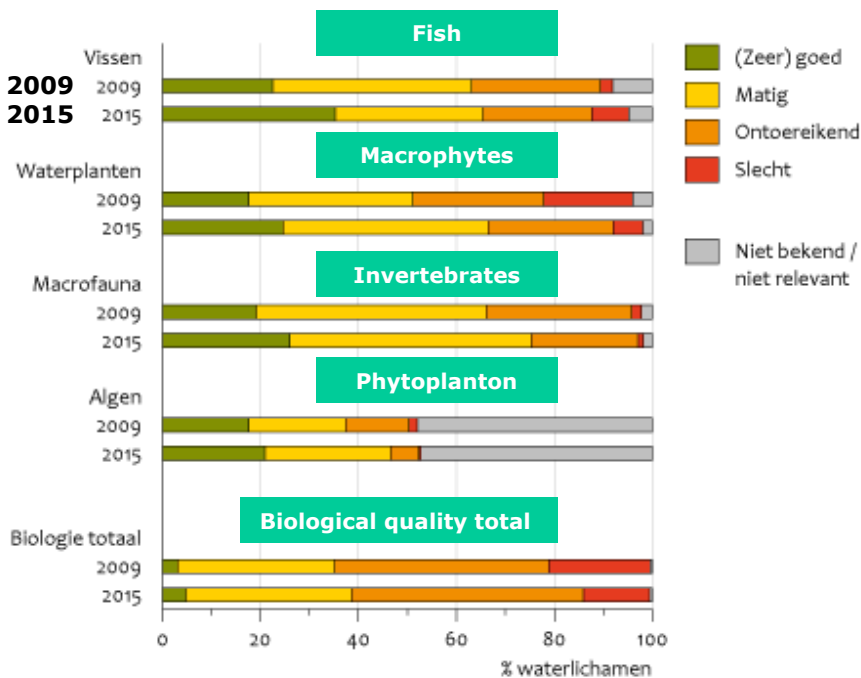 Fish
Vissen
2009 2009
2015 2015
Macrophytes
Waterplanten
2009
2015
Invertebrates
Macrofauna
2009
2015
Phytoplanton
Algen
2009
2015
Biological quality total
Biologie totaal
2009
2015
0 20 40 60 80 100
% waterlichamen
(Zeer) goed
Matig
Ontoereikend
Slecht
Niet bekend /
niet relevant